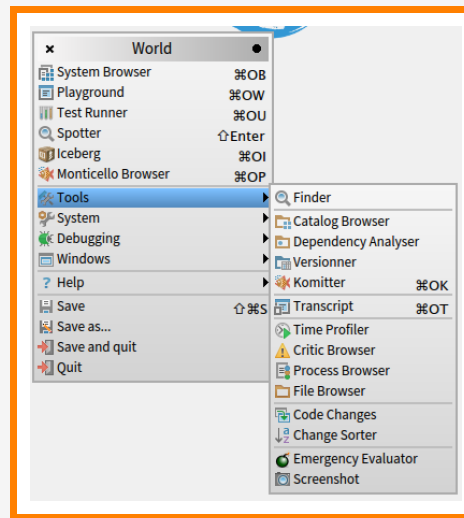 World
System Browser ⌘OB
Playground ⌘OW
Test Runner ⌘OU
Spotter ⇧Enter
Iceberg ⌘OI
Monticello Browser ⌘OP
Tools
System
Debugging
Windows
Help
Save ⇧⌘S
Save as...
Save and quit
Quit
Finder
Catalog Browser
Dependency Analyser
Versionner
Komitter ⌘OK
Transcript ⌘OT
Time Profiler
Critic Browser
Process Browser
File Browser
Code Changes
Change Sorter
Emergency Evaluator
Screenshot